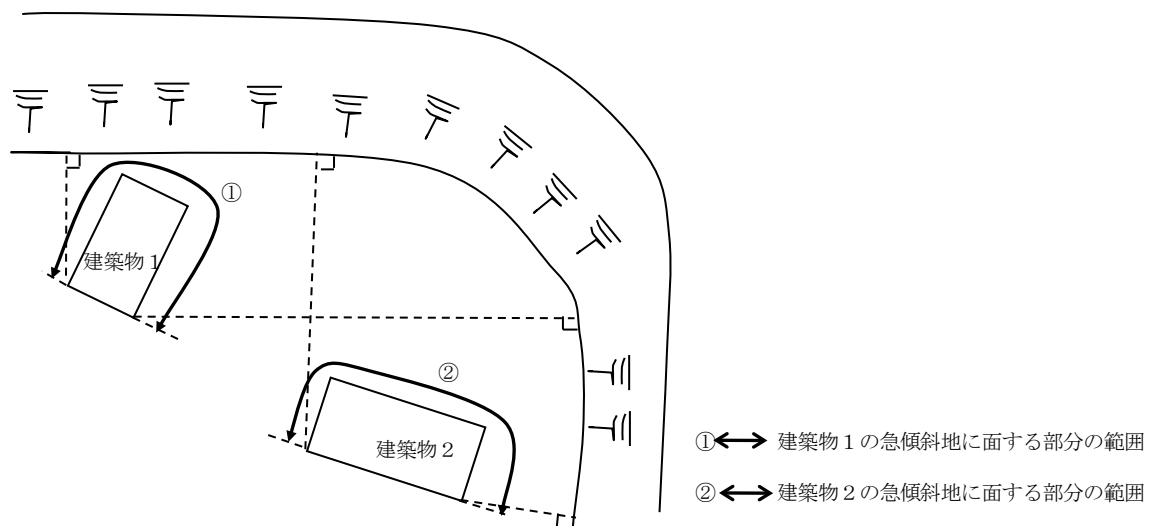 ①
建築物１
②
建築物２
① 建築物１の急傾斜地に面する部分の範囲
② 建築物２の急傾斜地に面する部分の範囲